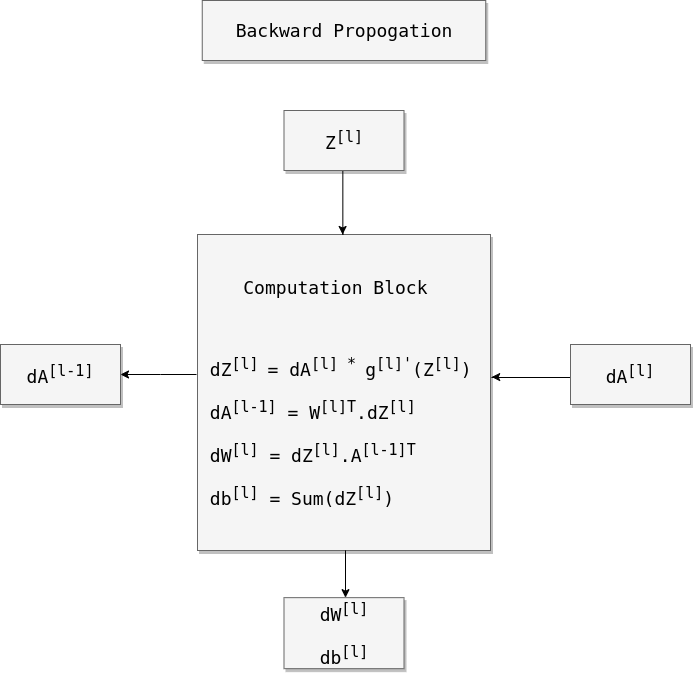 Backward Propogation
Z[l]
Computation Block
dZ[l] = dA[l] * g[l]'(Z[l])
dA[l-1] = W[l]T.dZ[l]
dW[l] = dZ[l].A[l-1]T
db[l] = Sum(dZ[l])
dA[l-1]
dA[l]
dW[l]
db[l]